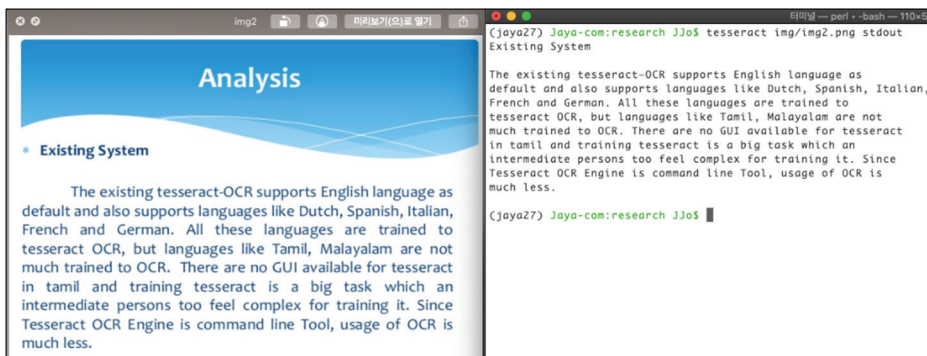 img2
미리보기(으)로 열기
Analysis
Existing System
The existing tesseract-OCR supports English language as
default and also supports languages like Dutch, Spanish, Italian,
French and German. All these languages are trained to
tesseract OCR, but languages like Tamil, Malayalam are not
much trained to OCR. There are no GUI available for tesseract
in tamil and training tesseract is a big task which an
intermediate persons too feel complex for training it. Since
Tesseract OCR Engine is command line Tool, usage of OCR is
much less.
터미널 — perl • -bash — 110×5
(jaya27) Jaya-com:research JJo$ tesseract img/img2.png stdout
Existing System
The existing tesseract-OCR supports English language as
default and also supports languages like Dutch, Spanish, Italian,
French and German. All these languages are trained to
tesseract OCR, but languages like Tamil, Malayalam are not
much trained to OCR. There are no GUI available for tesseract
in tamil and training tesseract is a big task which an
intermediate persons too feel complex for training it. Since
Tesseract OCR Engine is command line Tool, usage of OCR is
much less.
(jaya27) Jaya-com:research JJo$